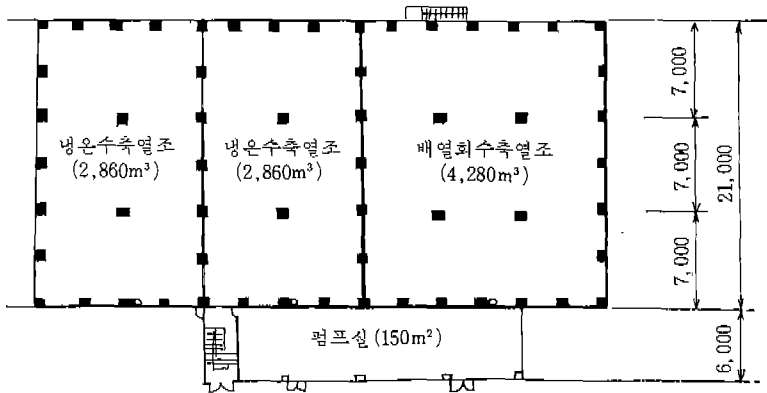 냉온수축열조
(2,860m³)
냉온수축열조
(2,860m³)
배열회수축열조
(4,280m³)
7,000
7,000
7,000
21,000
펌프실 (150m²)
6,000